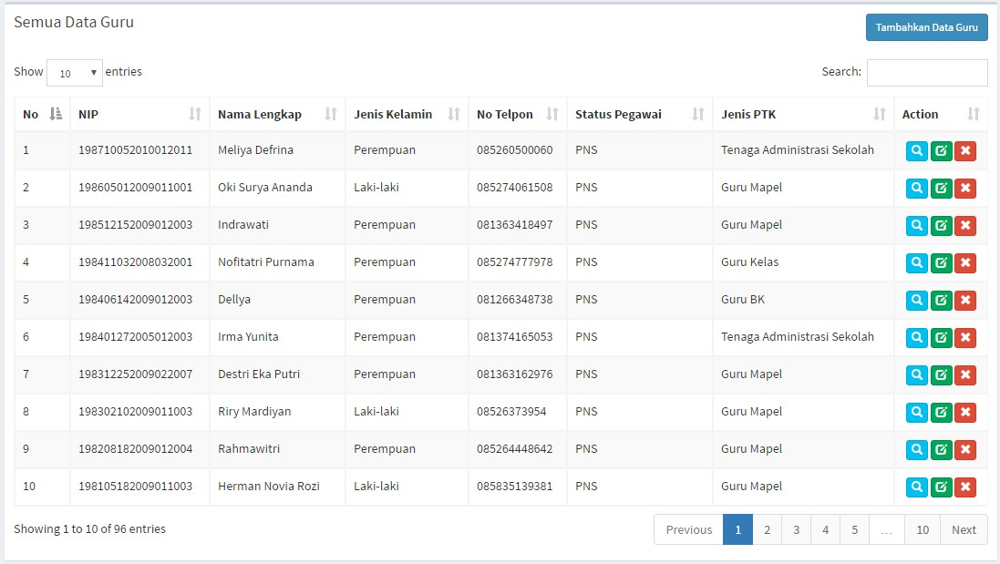 Semua Data Guru
Tambahkan Data Guru
Show 10 entries Search:
No NIP Nama Lengkap Jenis Kelamin No Telpon Status Pegawai Jenis PTK Action
1 198710052010012011 Meliya Defrina Perempuan 085260500060 PNS Tenaga Administrasi Sekolah
2 198605012009011001 Oki Surya Ananda Laki-laki 085274061508 PNS Guru Mapel
3 198512152009012003 Indrawati Perempuan 081363418497 PNS Guru Mapel
4 198411032008032001 Nofitatri Purnama Perempuan 085274777978 PNS Guru Kelas
5 198406142009012003 Dellya Perempuan 081266348738 PNS Guru BK
6 198401272005012003 Irma Yunita Perempuan 081374165053 PNS Tenaga Administrasi Sekolah
7 198312252009022007 Destri Eka Putri Perempuan 081363162976 PNS Guru Mapel
8 198302102009011003 Riry Mardiyan Laki-laki 08526373954 PNS Guru Mapel
9 198208182009012004 Rahmawitri Perempuan 085264448642 PNS Guru Mapel
10 198105182009011003 Herman Novia Rozi Laki-laki 085835139381 PNS Guru Mapel
Showing 1 to 10 of 96 entries Previous 1 2 3 4 5 ... 10 Next